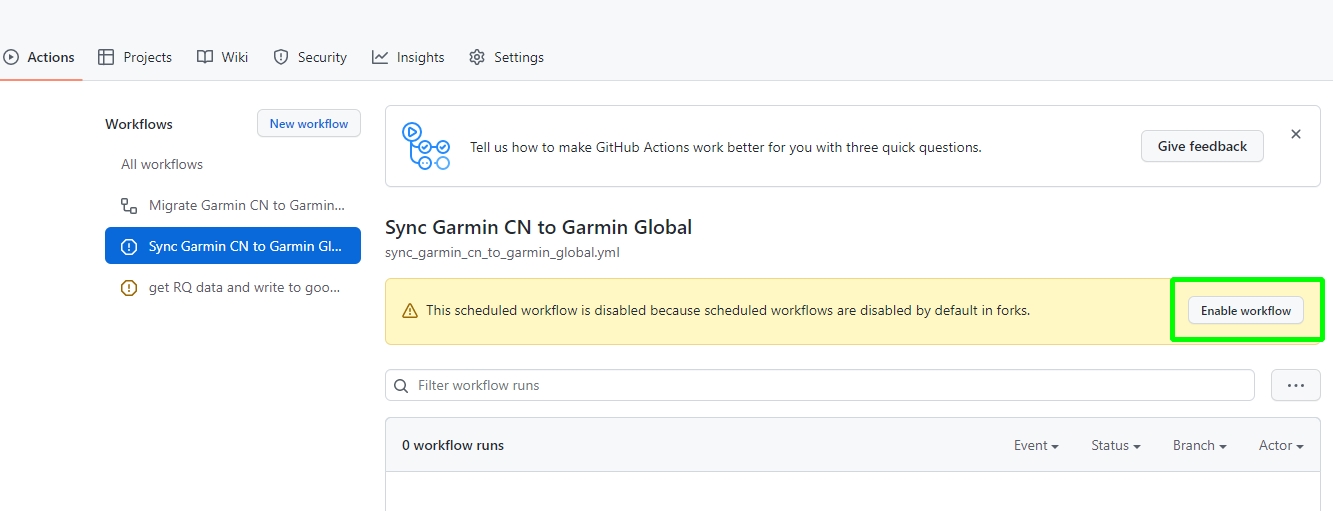 Actions Projects Wiki Security Insights Settings
Workflows New workflow
All workflows
Migrate Garmin CN to Garmin...
Sync Garmin CN to Garmin Gl...
get RQ data and write to goo...
Tell us how to make GitHub Actions work better for you with three quick questions. Give feedback
Sync Garmin CN to Garmin Global
sync_garmin_cn_to_garmin_global.yml
This scheduled workflow is disabled because scheduled workflows are disabled by default in forks. Enable workflow
Filter workflow runs
0 workflow runs Event Status Branch Actor